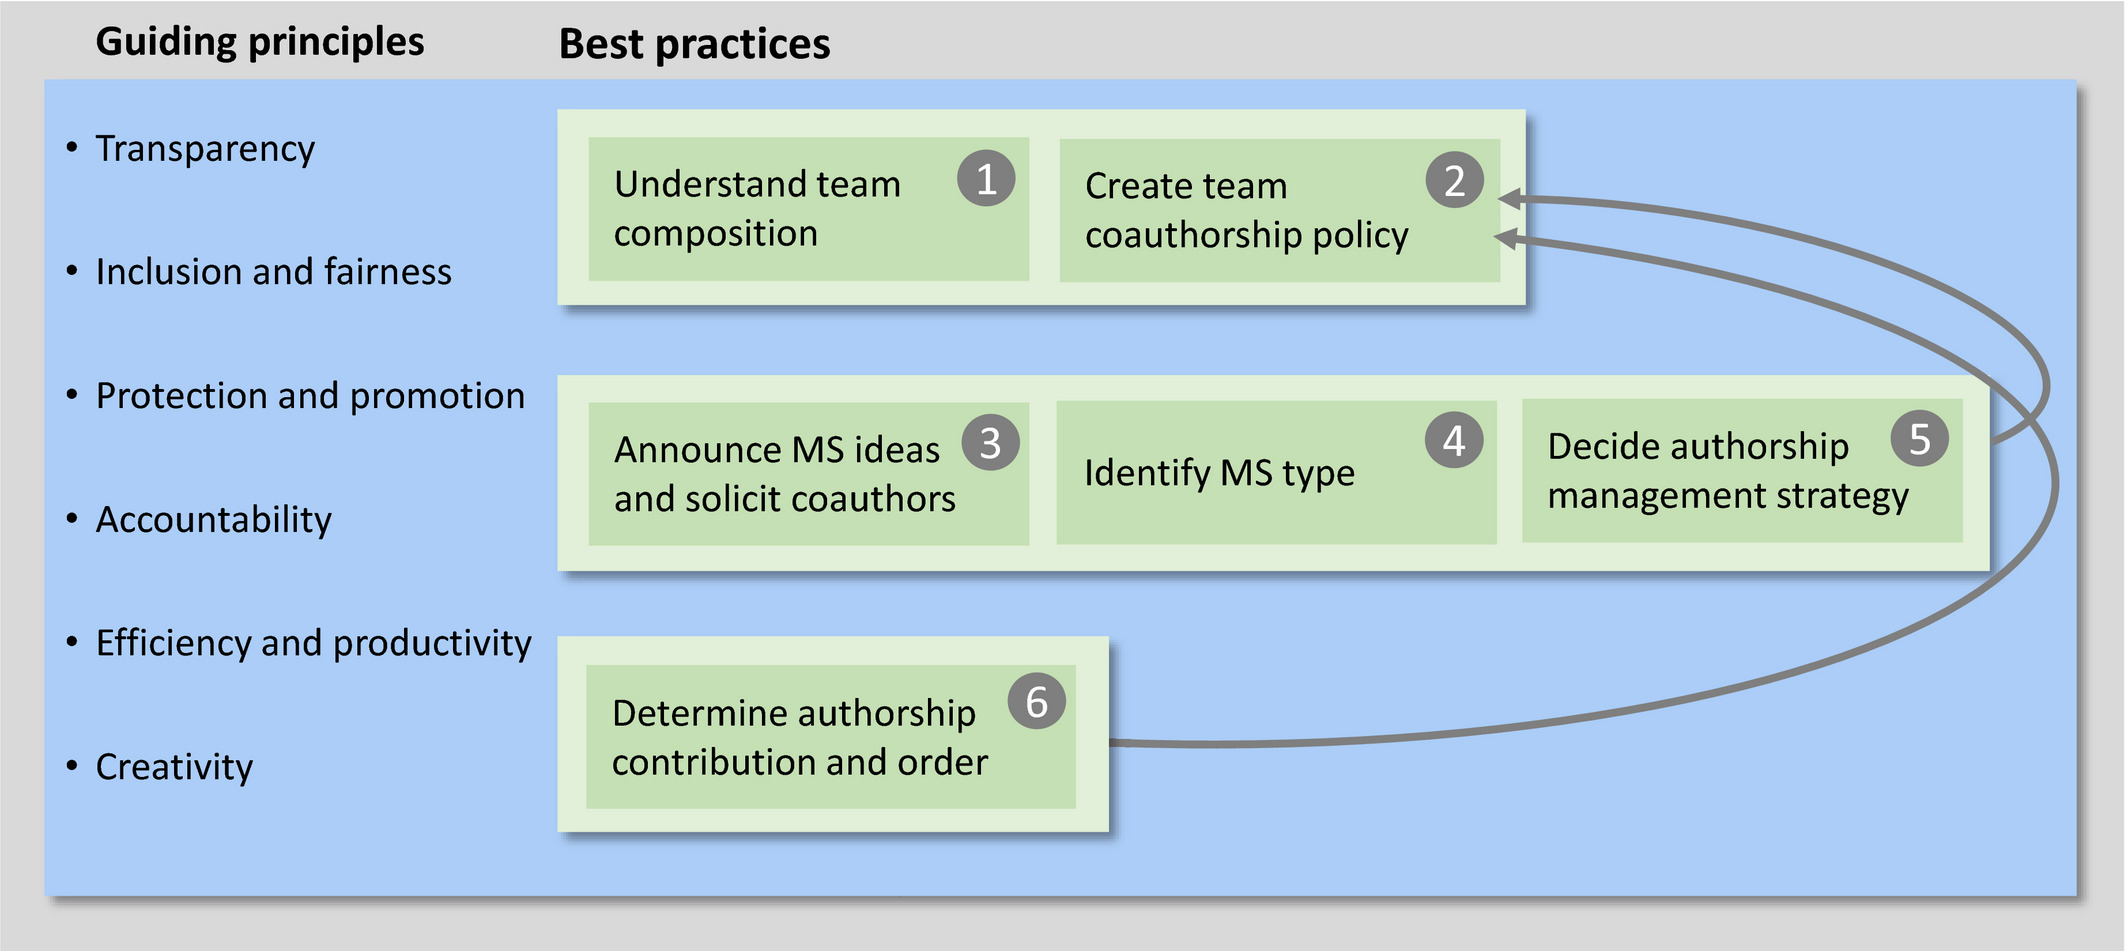 Guiding principles
Best practices
• Transparency
• Inclusion and fairness
• Protection and promotion
• Accountability
• Efficiency and productivity
• Creativity
Understand team
composition
1
Create team
coauthorship policy
2
Announce MS ideas
and solicit coauthors
3
Identify MS type
4
Decide authorship
management strategy
5
Determine authorship
contribution and order
6